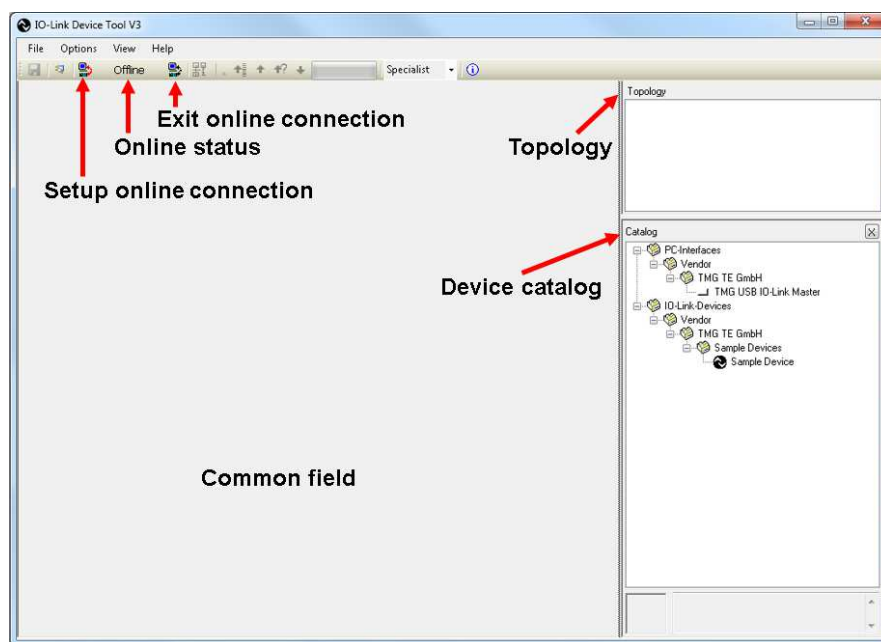 IO-Link Device Tool V3
File Options View Help
Offline
Specialist
Exit online connection
Online status
Setup online connection
Topology
Topology
Device catalog
Catalog
PC-Interfaces
Vendor
TMG TE GmbH
TMG USB IO-Link Master
IO-Link-Devices
Vendor
TMG TE GmbH
Sample Devices
Sample Device
Common field